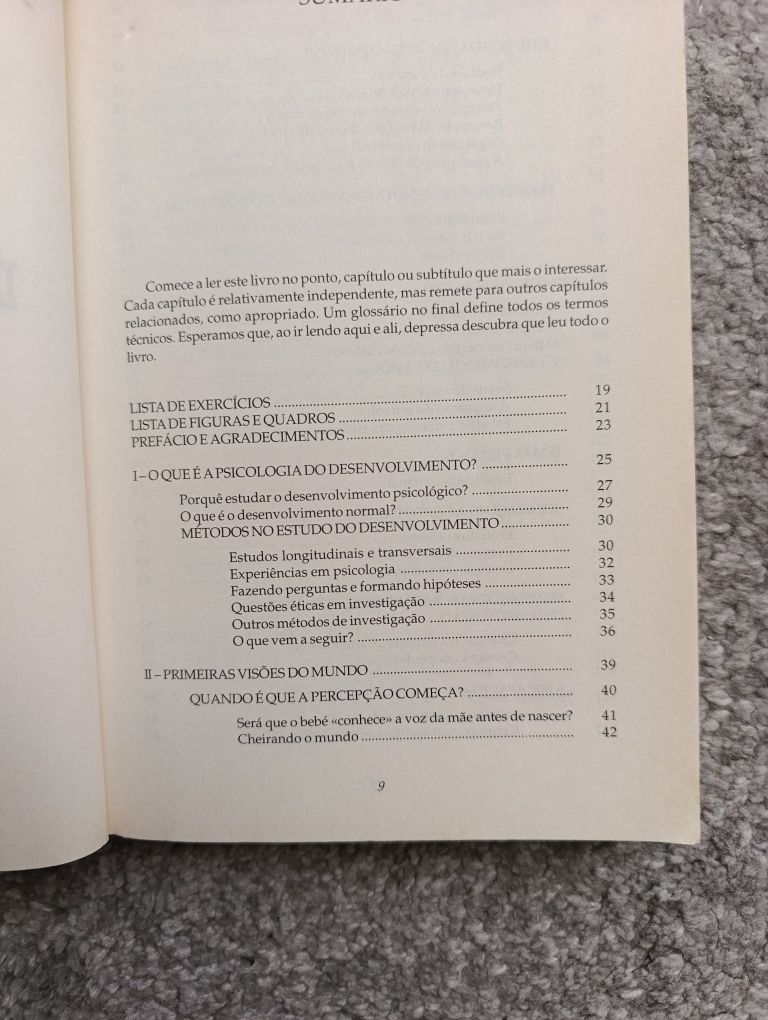 SUMÁRIO
Comece a ler este livro no ponto, capítulo ou subtítulo que mais o interessar.
Cada capítulo é relativamente independente, mas remete para outros capítulos
relacionados, como apropriado. Um glossário no final define todos os termos
técnicos. Esperamos que, ao ir lendo aqui e ali, depressa descubra que leu todo o
livro.
LISTA DE EXERCÍCIOS ........ 19
LISTA DE FIGURAS E QUADROS ........ 21
PREFÁCIO E AGRADECIMENTOS ........ 23
I – O QUE É A PSICOLOGIA DO DESENVOLVIMENTO? ........ 25
Porquê estudar o desenvolvimento psicológico? ........ 27
O que é o desenvolvimento normal? ........ 29
MÉTODOS NO ESTUDO DO DESENVOLVIMENTO ........ 30
Estudos longitudinais e transversais ........ 30
Experiências em psicologia ........ 32
Fazendo perguntas e formando hipóteses ........ 33
Questões éticas em investigação ........ 34
Outros métodos de investigação ........ 35
O que vem a seguir? ........ 36
II – PRIMEIRAS VISÕES DO MUNDO ........ 39
QUANDO É QUE A PERCEPÇÃO COMEÇA? ........ 40
Será que o bebé «conhece» a voz da mãe antes de nascer? 41
Cheirando o mundo ........ 42
9